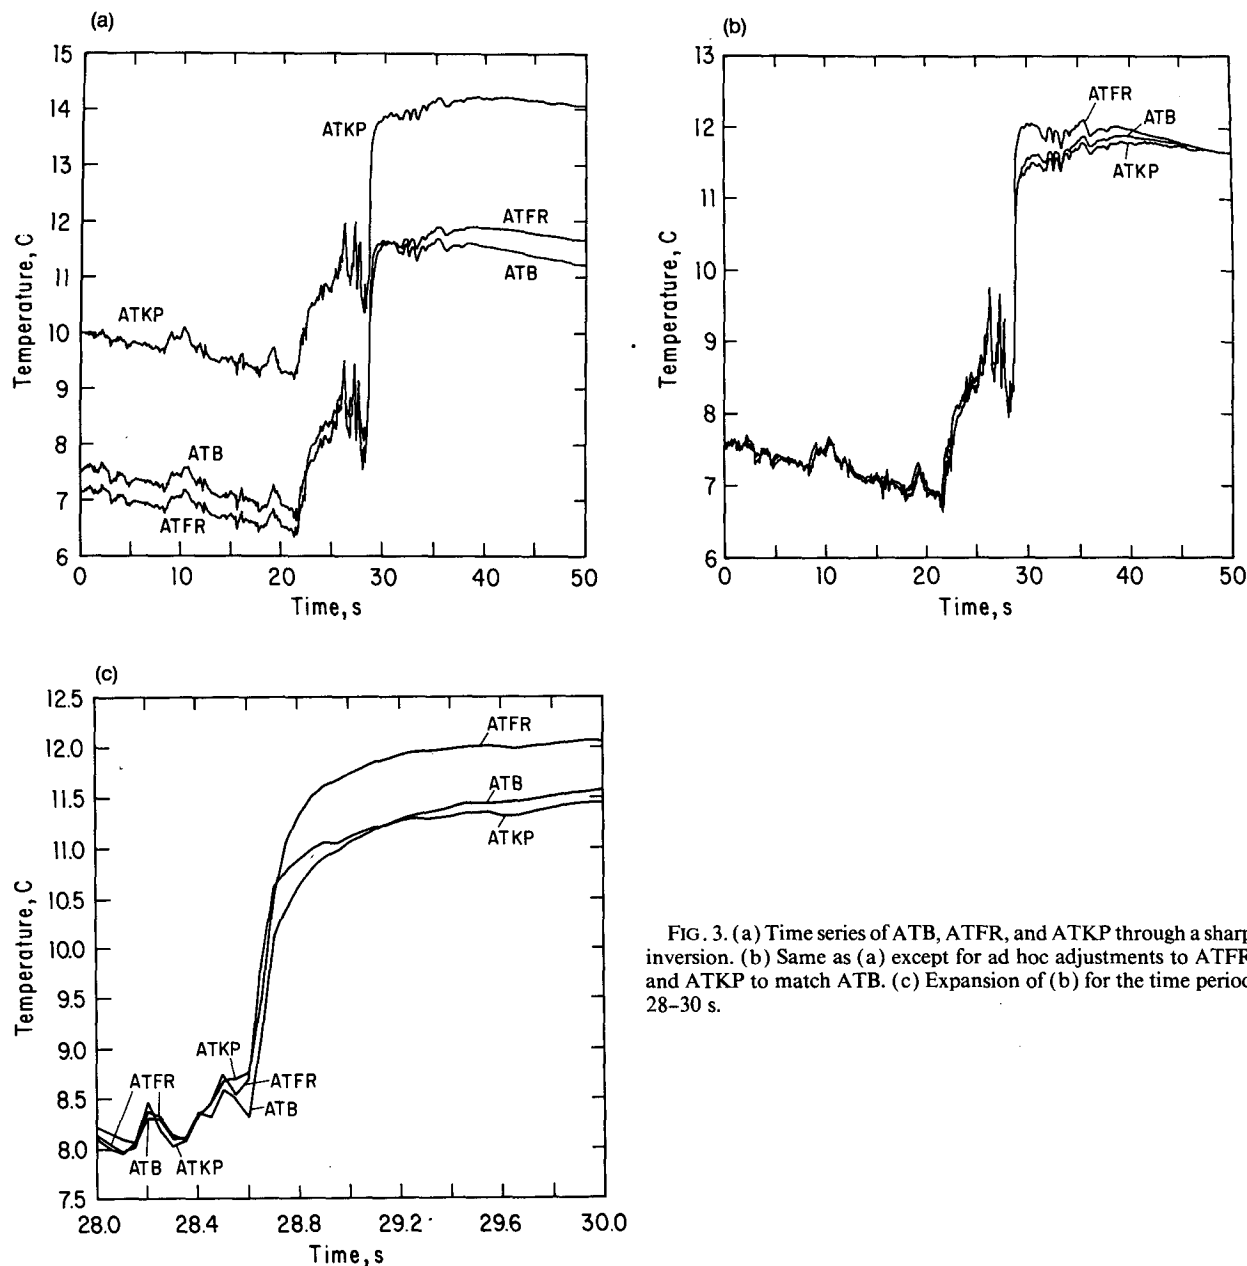 (a)
15
14
13
12
11
10
9
8
7
6
Temperature, C
0 10 20 30 40 50
Time, s
ATKP
ATKP
ATFR
ATB
ATB
ATFR
(b)
13
12
11
10
9
8
7
6
Temperature, C
0 10 20 30 40 50
Time, s
ATFR
ATB
ATKP
(c)
12.5
12.0
11.5
11.0
10.5
10.0
9.5
9.0
8.5
8.0
7.5
Temperature, C
28.0 28.4 28.8 29.2 29.6 30.0
Time, s
ATFR
ATB
ATKP
ATKP
ATFR
ATFR
ATB
ATB
ATKP
FIG. 3. (a) Time series of ATB, ATFR, and ATKP through a sharp
inversion. (b) Same as (a) except for ad hoc adjustments to ATFR
and ATKP to match ATB. (c) Expansion of (b) for the time period
28–30 s.